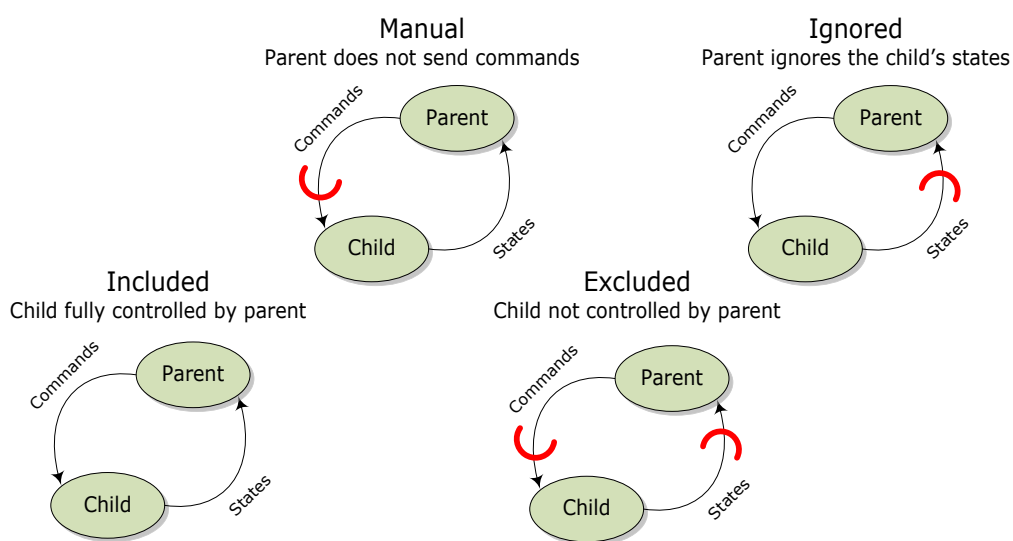 Manual
Parent does not send commands
Commands
Parent
Child
States
Ignored
Parent ignores the child's states
Commands
Parent
Child
States
Included
Child fully controlled by parent
Commands
Parent
Child
States
Excluded
Child not controlled by parent
Commands
Parent
Child
States